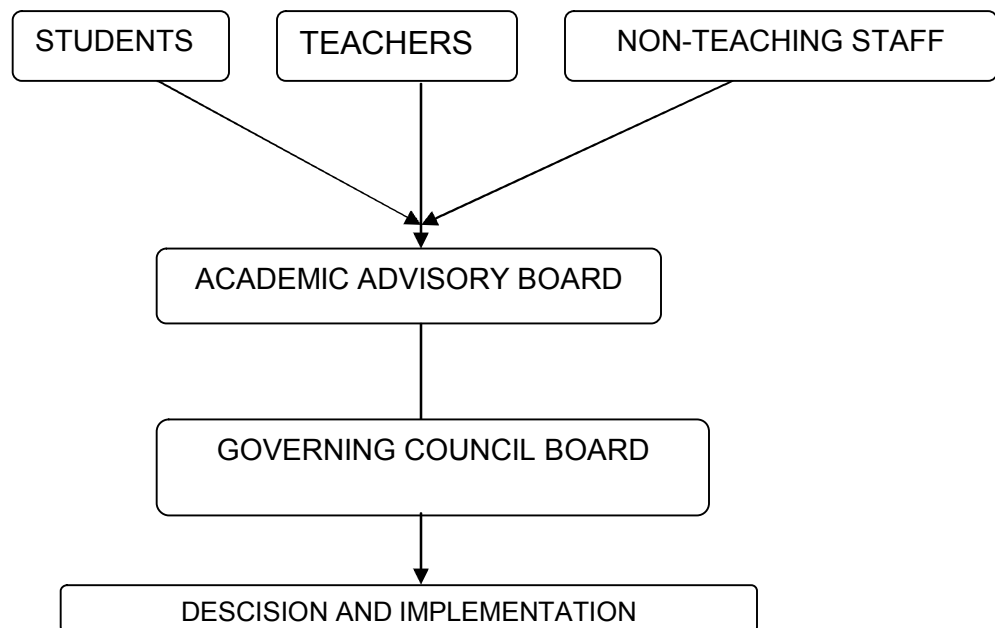 STUDENTS
TEACHERS
NON-TEACHING STAFF
ACADEMIC ADVISORY BOARD
GOVERNING COUNCIL BOARD
DESCISION AND IMPLEMENTATION